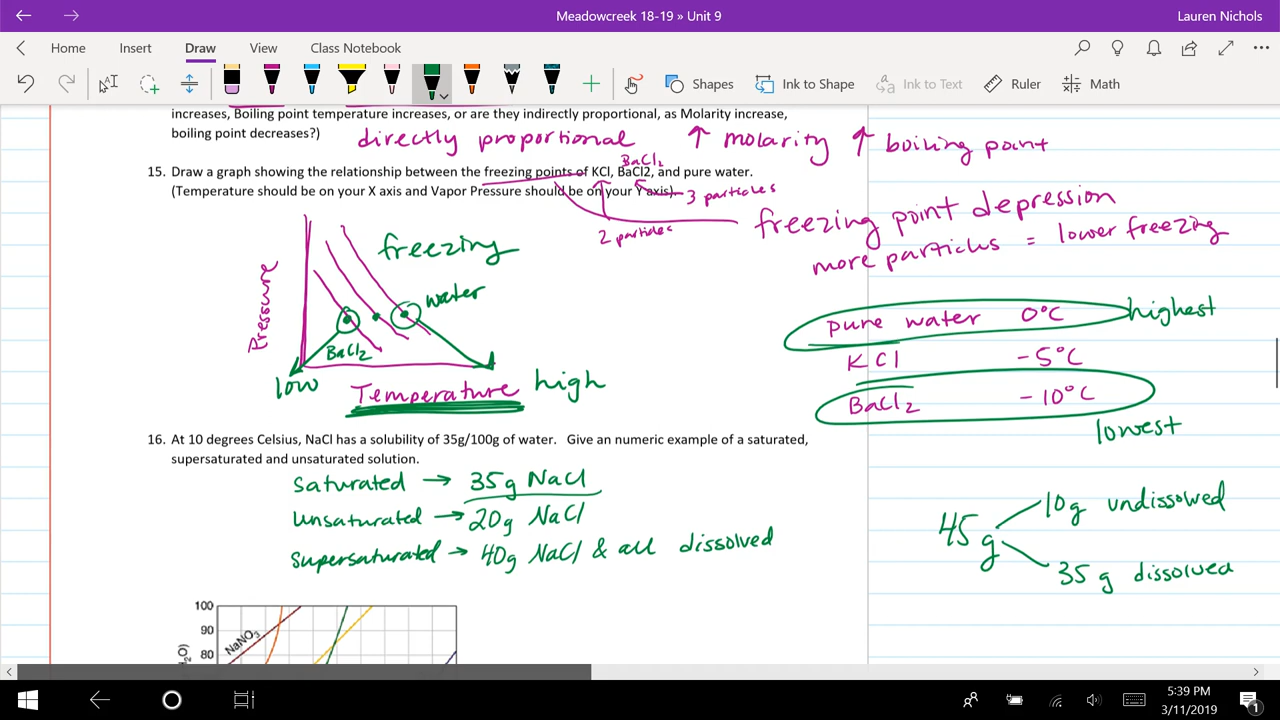 Meadowcreek 18-19 » Unit 9
Lauren Nichols
Home Insert Draw View Class Notebook
Shapes Ink to Shape Ink to Text Ruler Math
increases, Boiling point temperature increases, or are they indirectly proportional, as Molarity increase,
boiling point decreases?)
directly proportional ↑ molarity ↑ boiling point
BaCl2
15. Draw a graph showing the relationship between the freezing points of KCl, BaCl2, and pure water.
(Temperature should be on your X axis and Vapor Pressure should be on your Y axis).
3 particles
2 particles
freezing point depression
more particles = lower freezing
freezing
Pressure
water
BaCl2
low
Temperature
high
pure water 0°C highest
KCl -5°C
BaCl2 -10°C
lowest
16. At 10 degrees Celsius, NaCl has a solubility of 35g/100g of water. Give an numeric example of a saturated,
supersaturated and unsaturated solution.
Saturated → 35g NaCl
Unsaturated → 20g NaCl
Supersaturated → 40g NaCl & all dissolved
45 g
10g undissolved
35 g dissolved
100
90
80
NaNO3
5:39 PM
3/11/2019
1